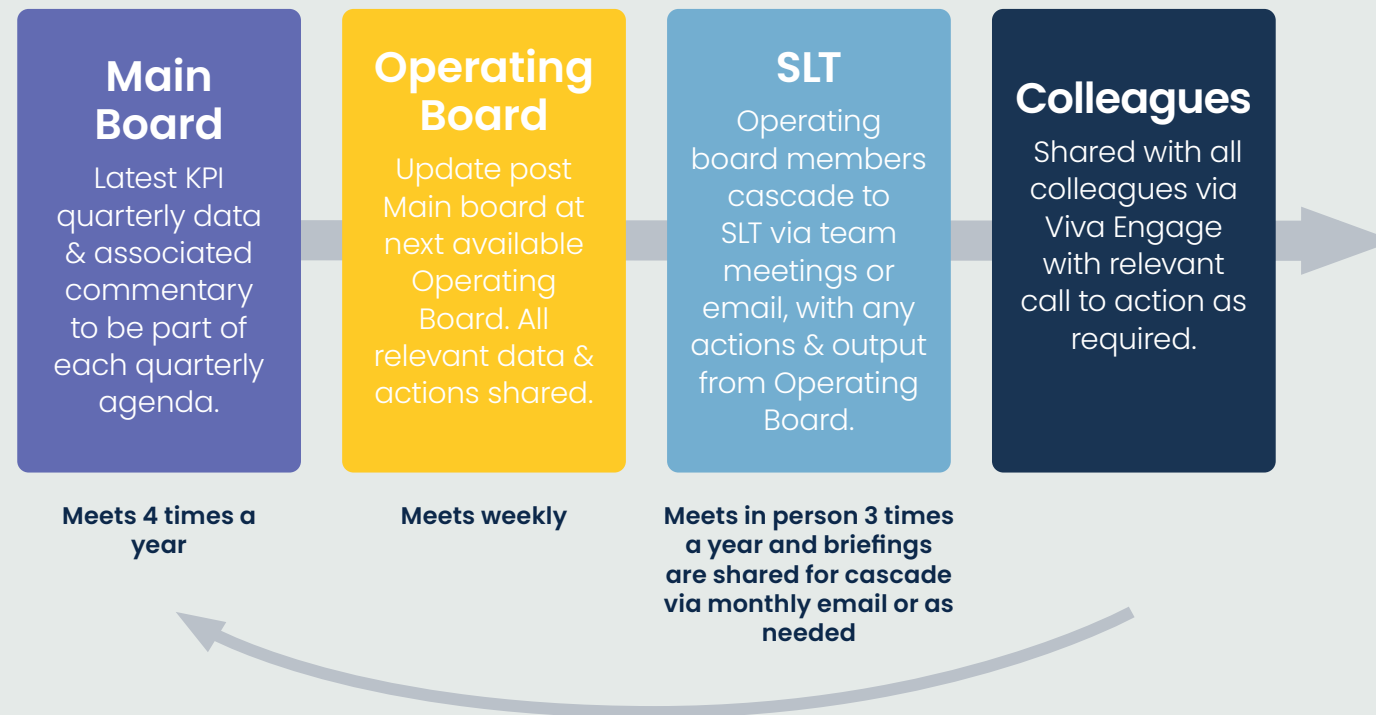 Main
Board
Latest KPI
quarterly data
& associated
commentary
to be part of
each quarterly
agenda.
Meets 4 times a
year
Operating
Board
Update post
Main board at
next available
Operating
Board. All
relevant data &
actions shared.
Meets weekly
SLT
Operating
board members
cascade to
SLT via team
meetings or
email, with any
actions & output
from Operating
Board.
Meets in person 3 times
a year and briefings
are shared for cascade
via monthly email or as
needed
Colleagues
Shared with all
colleagues via
Viva Engage
with relevant
call to action as
required.